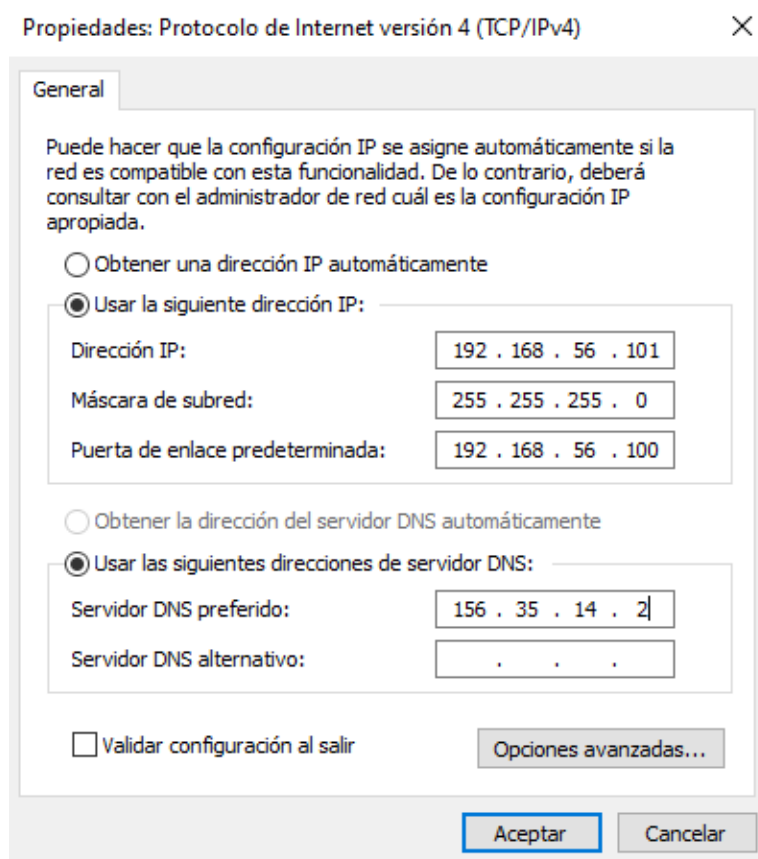 Propiedades: Protocolo de Internet versión 4 (TCP/IPv4)
General
Puede hacer que la configuración IP se asigne automáticamente si la
red es compatible con esta funcionalidad. De lo contrario, deberá
consultar con el administrador de red cuál es la configuración IP
apropiada.
Obtener una dirección IP automáticamente
Usar la siguiente dirección IP:
Dirección IP: 192 . 168 . 56 . 101
Máscara de subred: 255 . 255 . 255 . 0
Puerta de enlace predeterminada: 192 . 168 . 56 . 100
Obtener la dirección del servidor DNS automáticamente
Usar las siguientes direcciones de servidor DNS:
Servidor DNS preferido: 156 . 35 . 14 . 2
Servidor DNS alternativo: . . .
Validar configuración al salir Opciones avanzadas...
Aceptar Cancelar